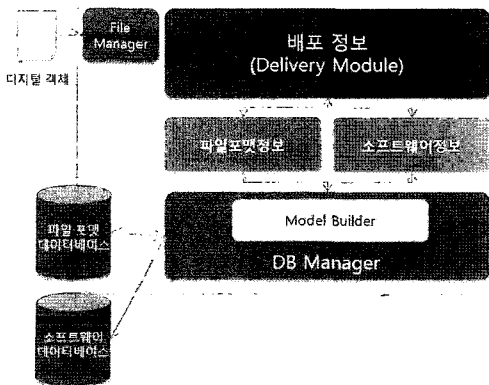 File
Manager
디지털 객체
배포 정보
(Delivery Module)
파일포맷정보
소프트웨어정보
파일 포맷
데이터베이스
Model Builder
DB Manager
소프트웨어
데이터베이스